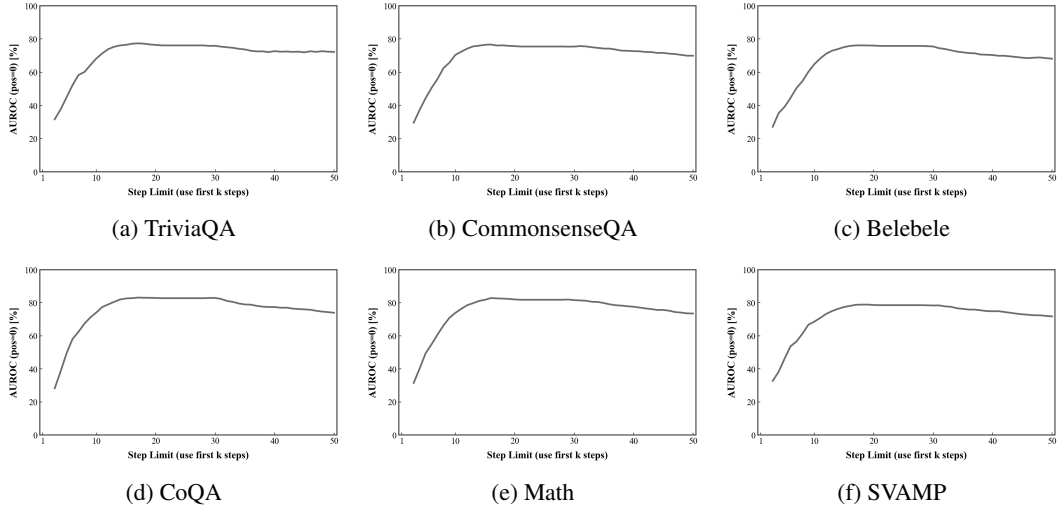 100
80
60
40
20
0
AUROC (pos=0) [%]
1 10 20 30 40 50
Step Limit (use first k steps)
(a) TriviaQA
100
80
60
40
20
0
AUROC (pos=0) [%]
1 10 20 30 40 50
Step Limit (use first k steps)
(b) CommonsenseQA
100
80
60
40
20
0
AUROC (pos=0) [%]
1 10 20 30 40 50
Step Limit (use first k steps)
(c) Belebele
100
80
60
40
20
0
AUROC (pos=0) [%]
1 10 20 30 40 50
Step Limit (use first k steps)
(d) CoQA
100
80
60
40
20
0
AUROC (pos=0) [%]
1 10 20 30 40 50
Step Limit (use first k steps)
(e) Math
100
80
60
40
20
0
AUROC (pos=0) [%]
1 10 20 30 40 50
Step Limit (use first k steps)
(f) SVAMP